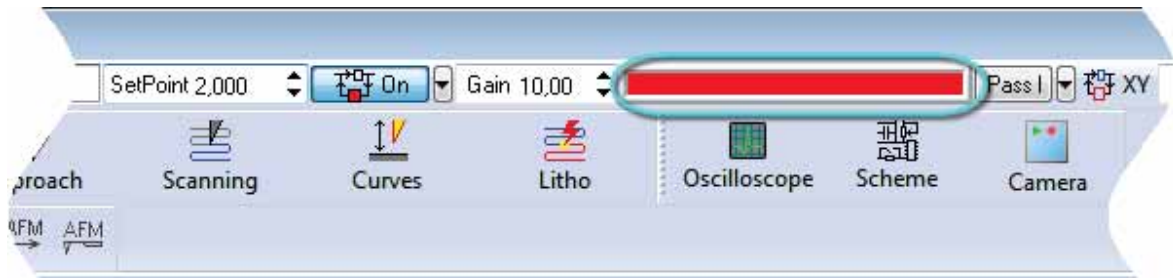 SetPoint 2,000 On Gain 10,00 Pass I XY
proach Scanning Curves Litho Oscilloscope Scheme Camera
AFM AFM